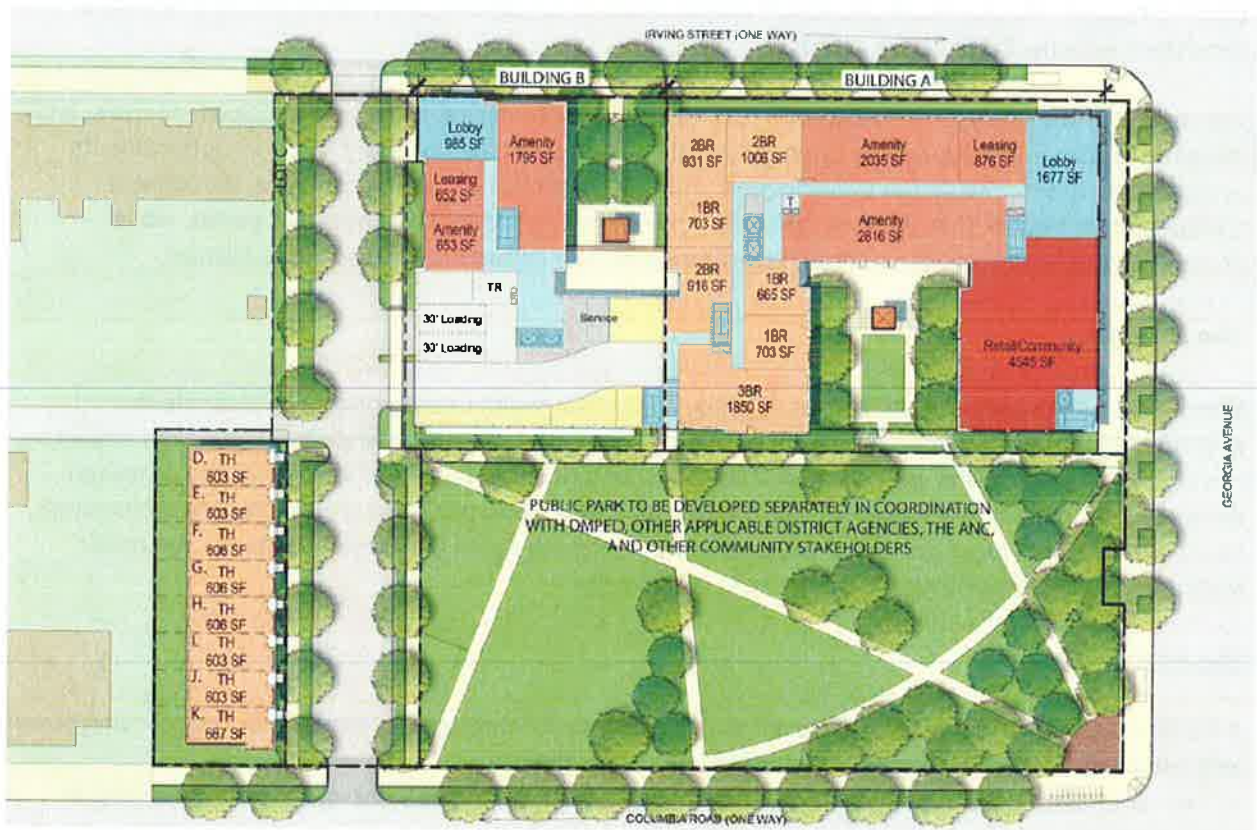 IRVING STREET (ONE WAY)
BUILDING B
BUILDING A
Lobby
985 SF
Amenity
1795 SF
Leasing
652 SF
Amenity
653 SF
TR
30' Loading
30' Loading
Service
2BR
931 SF
2BR
1006 SF
Amenity
2035 SF
Leasing
876 SF
Lobby
1677 SF
1BR
703 SF
T
Amenity
2816 SF
2BR
916 SF
1BR
665 SF
1BR
703 SF
3BR
1850 SF
Retail/Community
4545 SF
GEORGIA AVENUE
D. TH
603 SF
E. TH
603 SF
F. TH
606 SF
G. TH
606 SF
H. TH
606 SF
I. TH
603 SF
J. TH
603 SF
K. TH
667 SF
PUBLIC PARK TO BE DEVELOPED SEPARATELY IN COORDINATION
WITH DMPED, OTHER APPLICABLE DISTRICT AGENCIES, THE ANC,
AND OTHER COMMUNITY STAKEHOLDERS
COLUMBIA ROAD (ONE WAY)